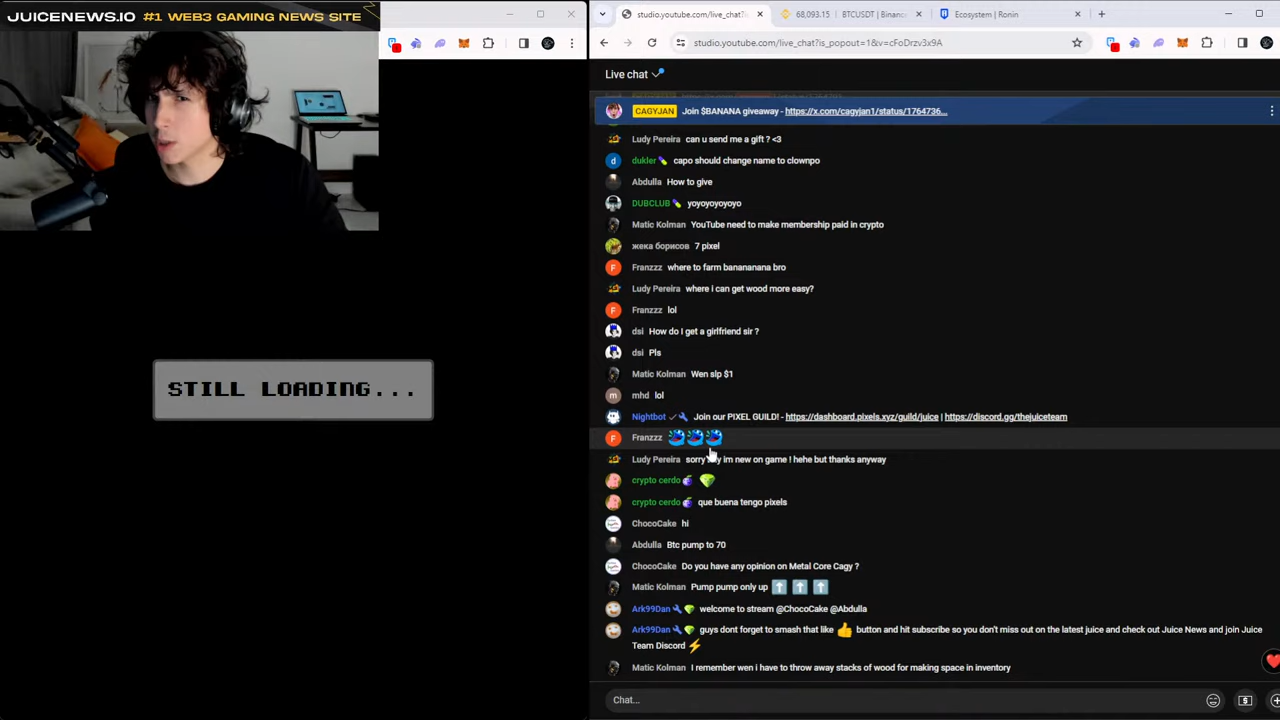 JUICENEWS.IO #1 WEB3 GAMING NEWS SITE
studio.youtube.com/live_chat?is
68,093.15 | BTCUSDT | Binanc
Ecosystem | Ronin
studio.youtube.com/live_chat?is_popout=1&v=cFoDrzv3x9A
Live chat
CAGYJAN Join $BANANA giveaway - https://x.com/cagyjan1/status/1764736...
Ludy Pereira can u send me a gift ? <3
dukler capo should change name to clownpo
Abdulla How to give
DUBCLUB yoyoyoyoyoyo
Matic Kolman YouTube need to make membership paid in crypto
жека борисов 7 pixel
Franzzz where to farm banananana bro
Ludy Pereira where i can get wood more easy?
Franzzz lol
dsi How do I get a girlfriend sir ?
dsi Pls
Matic Kolman Wen slp $1
mhd lol
Nightbot Join our PIXEL GUILD! - https://dashboard.pixels.xyz/guild/juice | https://discord.gg/thejuiceteam
Franzzz
Ludy Pereira sorry im new on game ! hehe but thanks anyway
crypto cerdo
crypto cerdo que buena tengo pixels
ChocoCake hi
Abdulla Btc pump to 70
ChocoCake Do you have any opinion on Metal Core Cagy ?
Matic Kolman Pump pump only up
Ark99Dan welcome to stream @ChocoCake @Abdulla
Ark99Dan guys dont forget to smash that like button and hit subscribe so you don't miss out on the latest juice and check out Juice News and join Juice
Team Discord
Matic Kolman I remember wen i have to throw away stacks of wood for making space in inventory
Chat...
STILL LOADING...